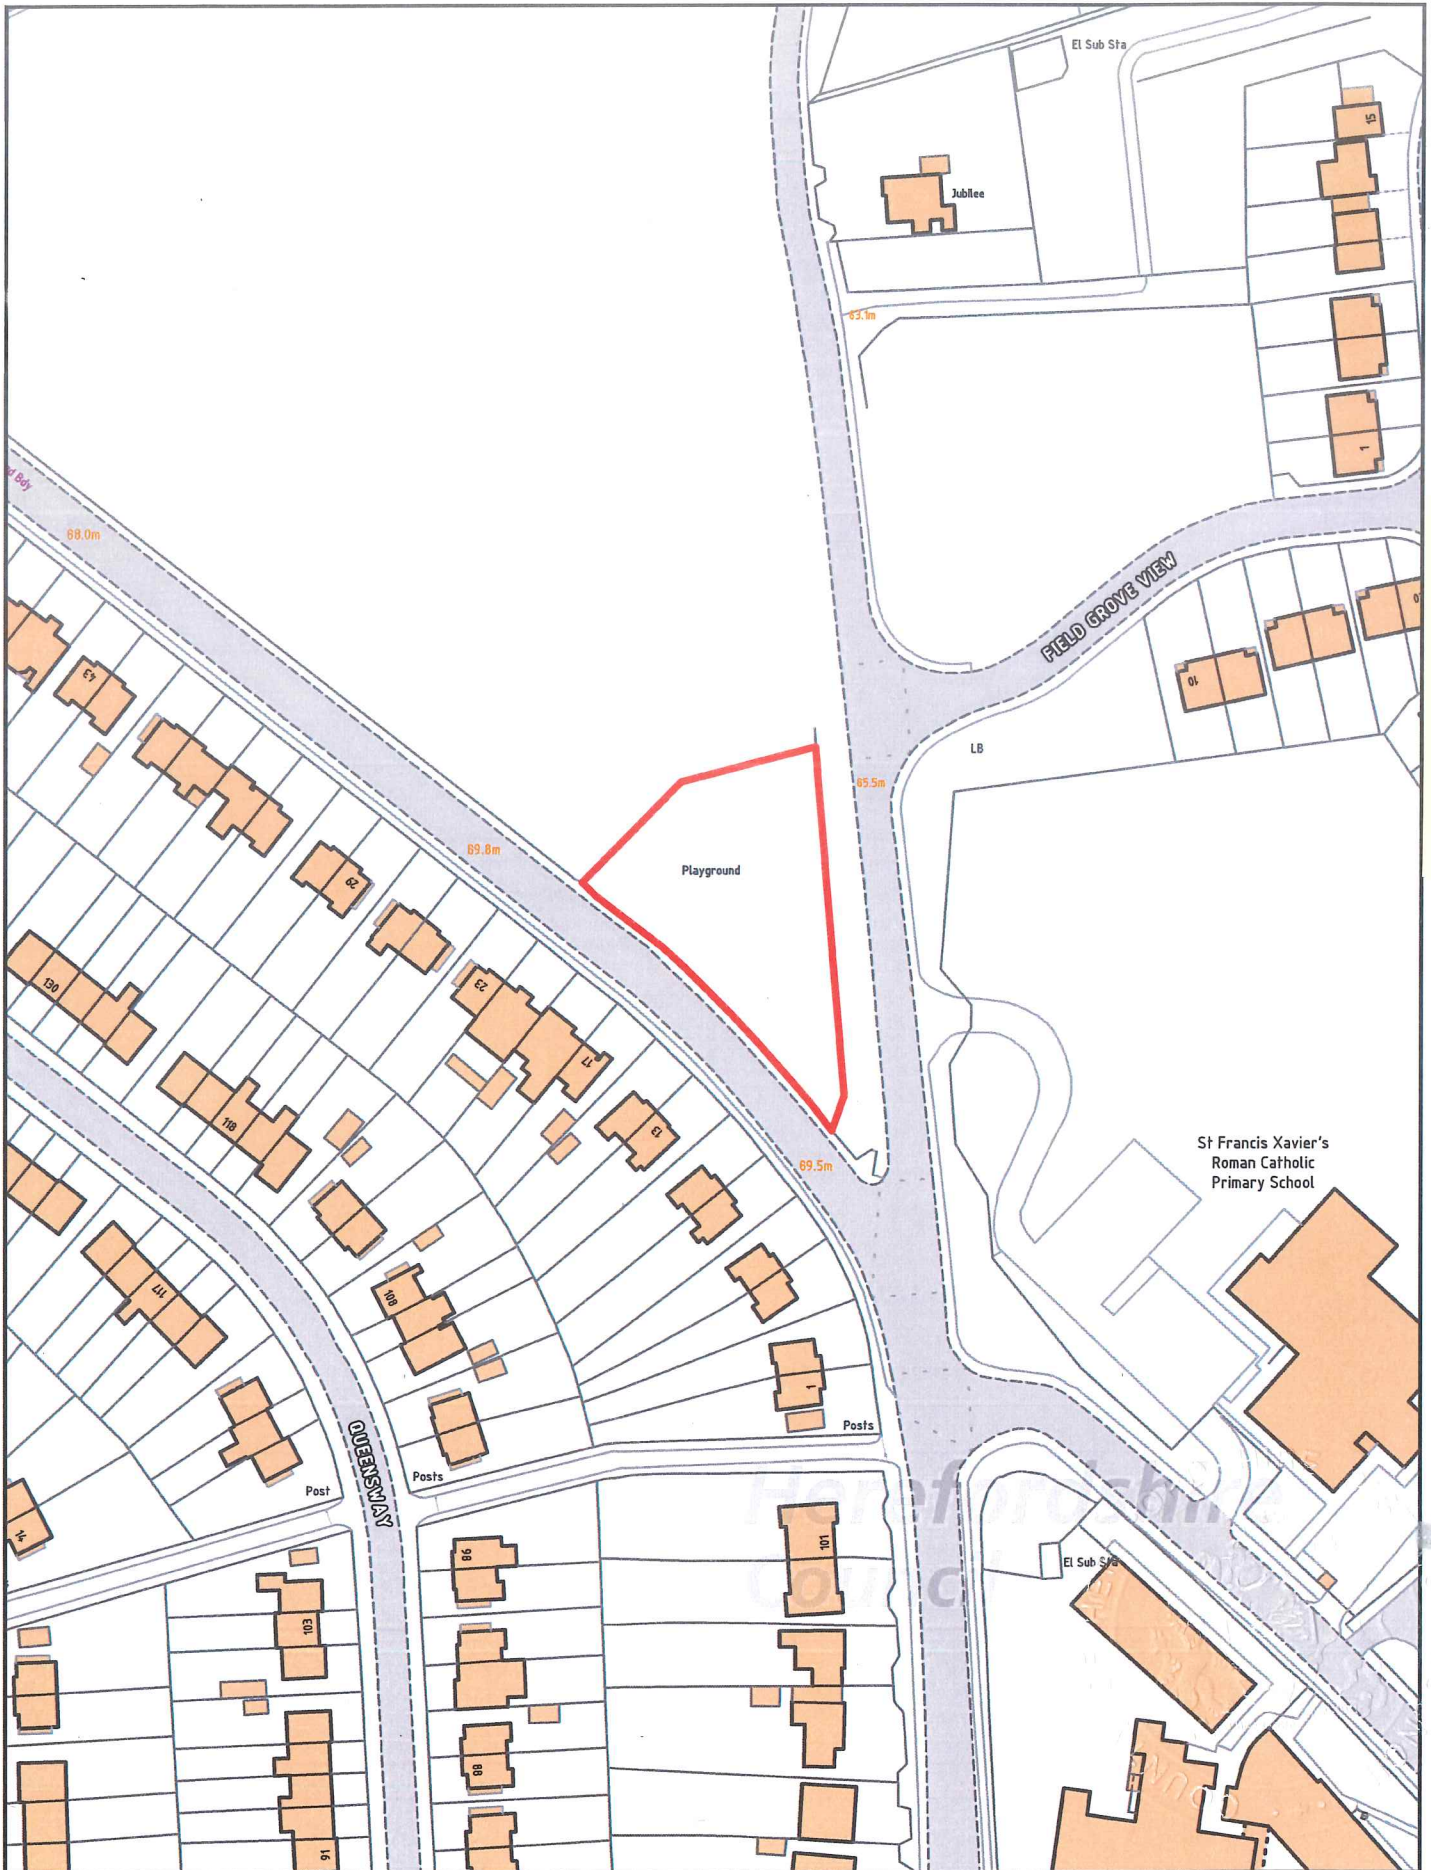 El Sub Sta
15
Jubilee
63.1m
1
68.0m
FIELD GROVE VIEW
10
43
LB
65.5m
69.8m
Playground
29
23
130
17
13
118
St Francis Xavier's
Roman Catholic
Primary School
69.5m
108
117
1
Posts
QUEENSWAY
Posts
Post
Herefordshire
Council
14
98
101
El Sub Sta
103
88
91